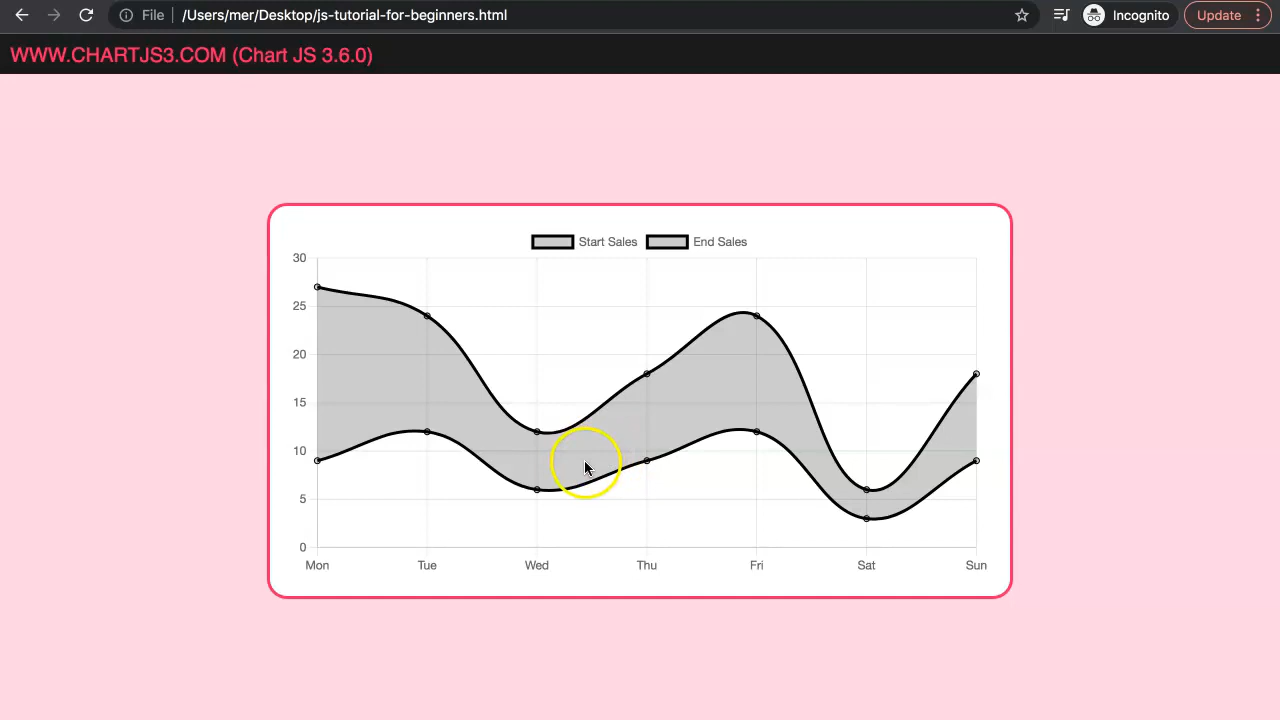 File
/Users/mer/Desktop/js-tutorial-for-beginners.html
Incognito
Update
WWW.CHARTJS3.COM (Chart JS 3.6.0)
Start Sales
End Sales
30
25
20
15
10
5
0
Mon
Tue
Wed
Thu
Fri
Sat
Sun